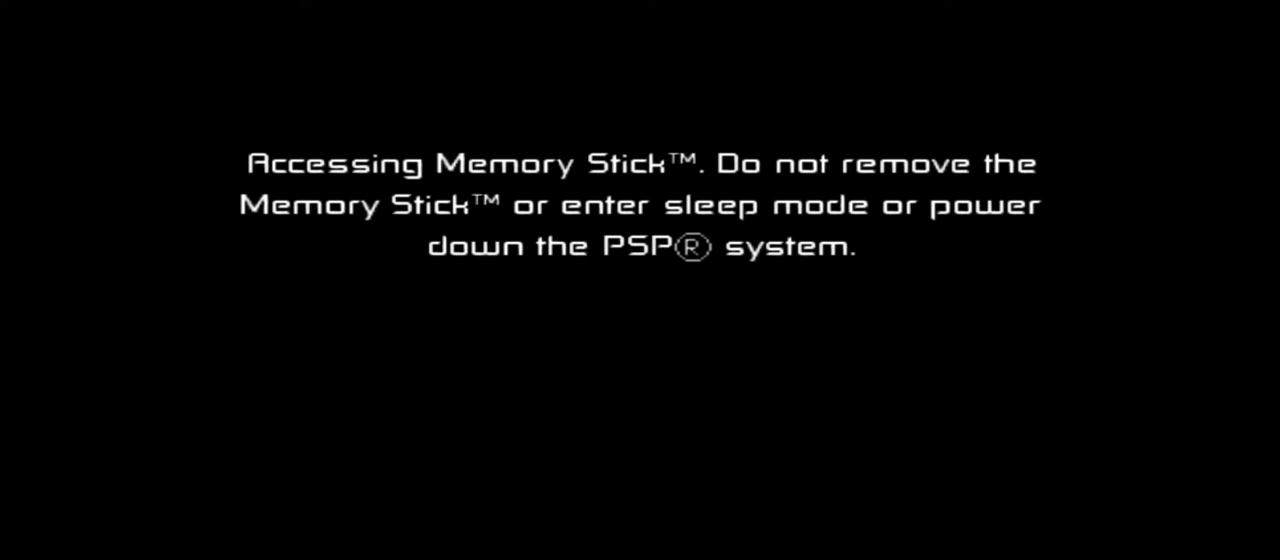 Accessing Memory Stick™. Do not remove the
Memory Stick™ or enter sleep mode or power
down the PSP® system.